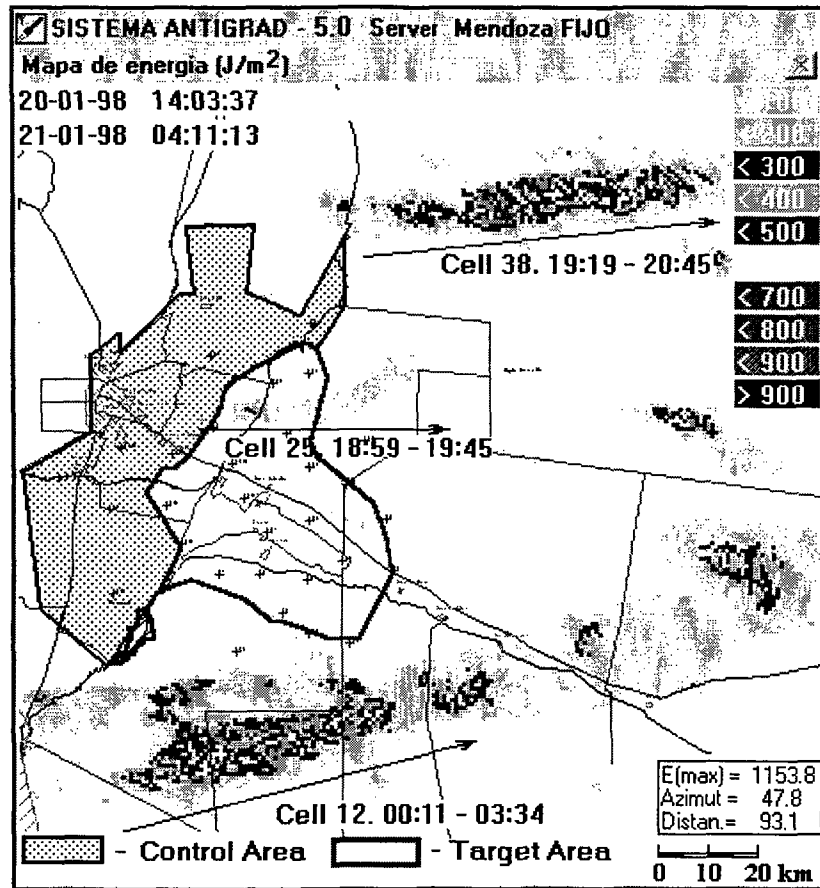 SISTEMA ANTIGRAD - 5.0 Server Mendoza FIJO
Mapa de energia (J/m2)
20-01-98 14:03:37
21-01-98 04:11:13
< 300
< 400
< 500
Cell 38. 19:19 - 20:45
< 700
< 800
< 900
> 900
Cell 25. 18:59 - 19:45
Cell 12. 00:11 - 03:34
E(max) = 1153.8
Azimut = 47.8
Distan.= 93.1
- Control Area
- Target Area
0 10 20 km